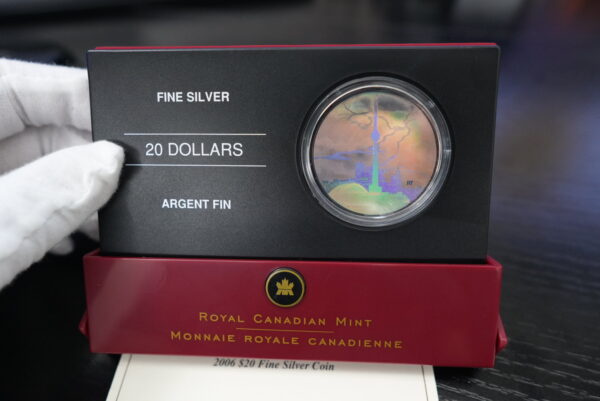 FINE SILVER
20 DOLLARS
ARGENT FIN
ROYAL CANADIAN MINT
MONNAIE ROYALE CANADIENNE
2006 $20 Fine Silver Coin